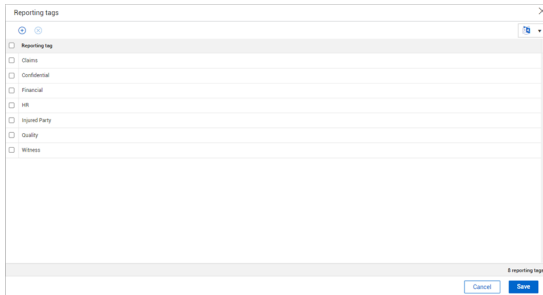 Reporting tags
Reporting tag
Claims
Confidential
Financial
HR
Injured Party
Quality
Witness
8 reporting tags
Cancel
Save